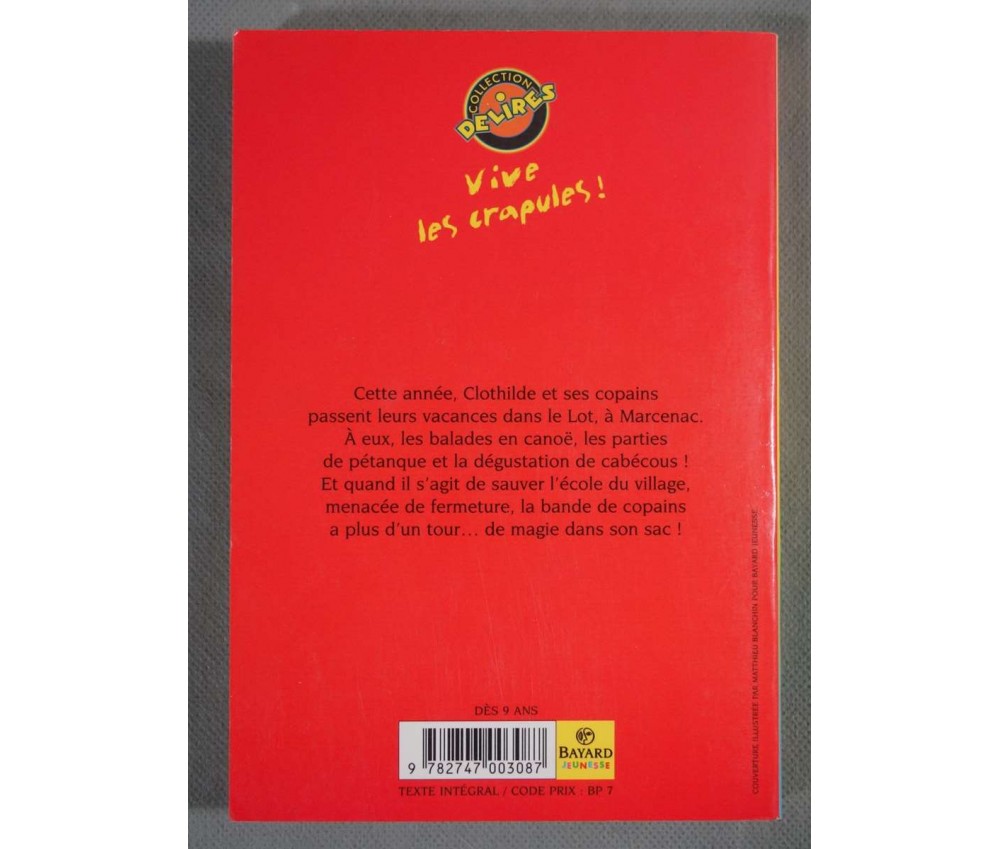 COLLECTION
DELIRES
Vive
les crapules !
Cette année, Clothilde et ses copains
passent leurs vacances dans le Lot, à Marcenac.
À eux, les balades en canoë, les parties
de pétanque et la dégustation de cabécous !
Et quand il s'agit de sauver l'école du village,
menacée de fermeture, la bande de copains
a plus d'un tour... de magie dans son sac !
DÈS 9 ANS
9 782747 003087
BAYARD
JEUNESSE
TEXTE INTÉGRAL / CODE PRIX : BP 7
COUVERTURE ILLUSTRÉE PAR MATTHIEU BLANCHIN POUR BAYARD JEUNESSE